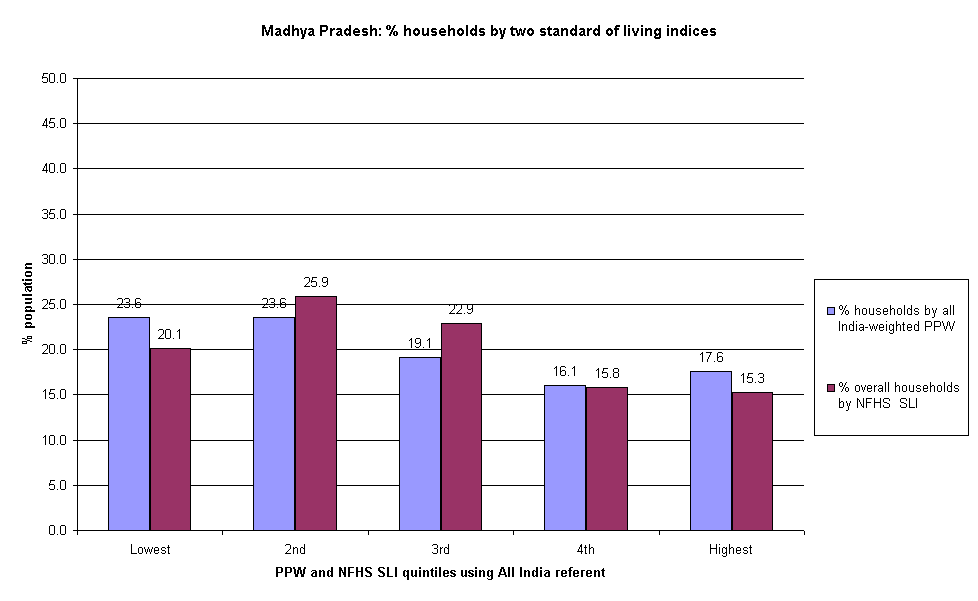 Madhya Pradesh: % households by two standard of living indices
50.0
45.0
40.0
35.0
30.0
25.0
20.0
15.0
10.0
5.0
0.0
% population
23.6
20.1
23.6
25.9
19.1
22.9
16.1
15.8
17.6
15.3
Lowest
2nd
3rd
4th
Highest
PPW and NFHS SLI quintiles using All India referent
% households by all
India-weighted PPW
% overall households
by NFHS SLI